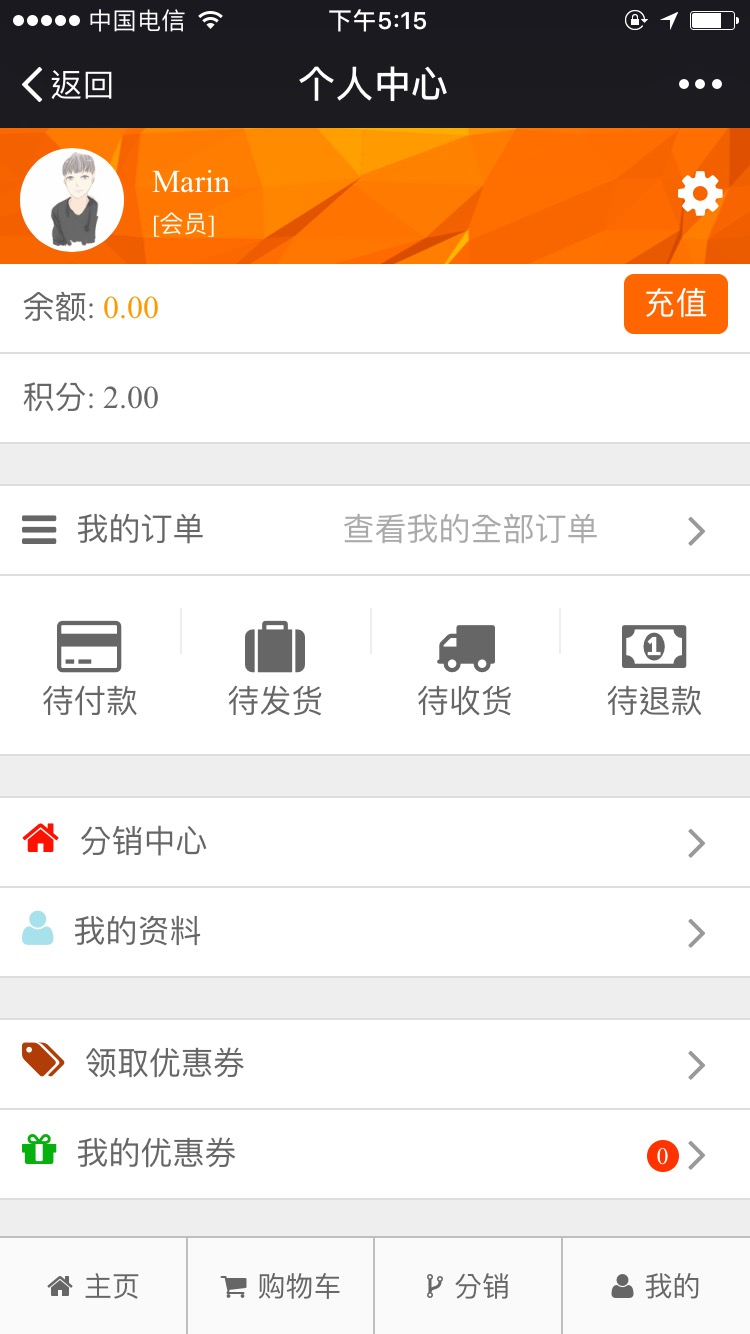 中国电信 下午5:15
返回 个人中心
Marin
[会员]
余额: 0.00 充值
积分: 2.00
我的订单 查看我的全部订单
1
待付款 待发货 待收货 待退款
分销中心
我的资料
领取优惠券
我的优惠券 0
主页 购物车 分销 我的